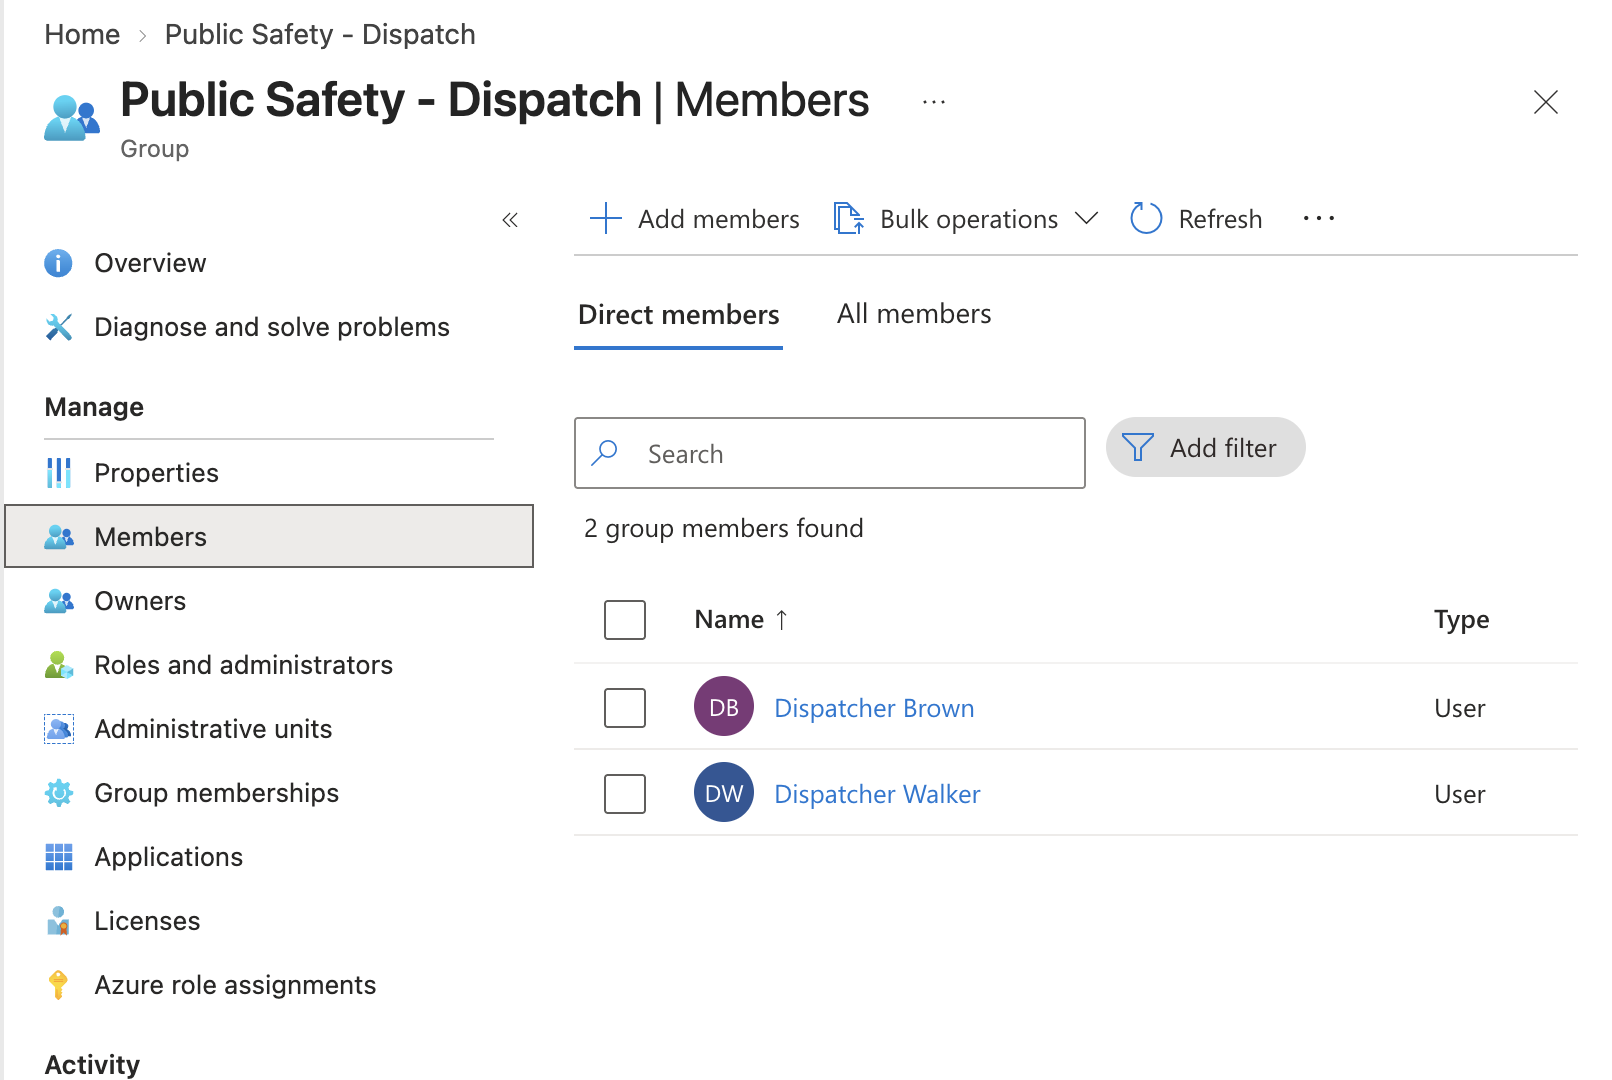 Home > Public Safety - Dispatch
Public Safety - Dispatch | Members ...
Group
«
Overview
Diagnose and solve problems
Manage
Properties
Members
Owners
Roles and administrators
Administrative units
Group memberships
Applications
Licenses
Azure role assignments
Activity
Add members Bulk operations Refresh ...
Direct members All members
Search Add filter
2 group members found
Name ↑ Type
DB Dispatcher Brown User
DW Dispatcher Walker User